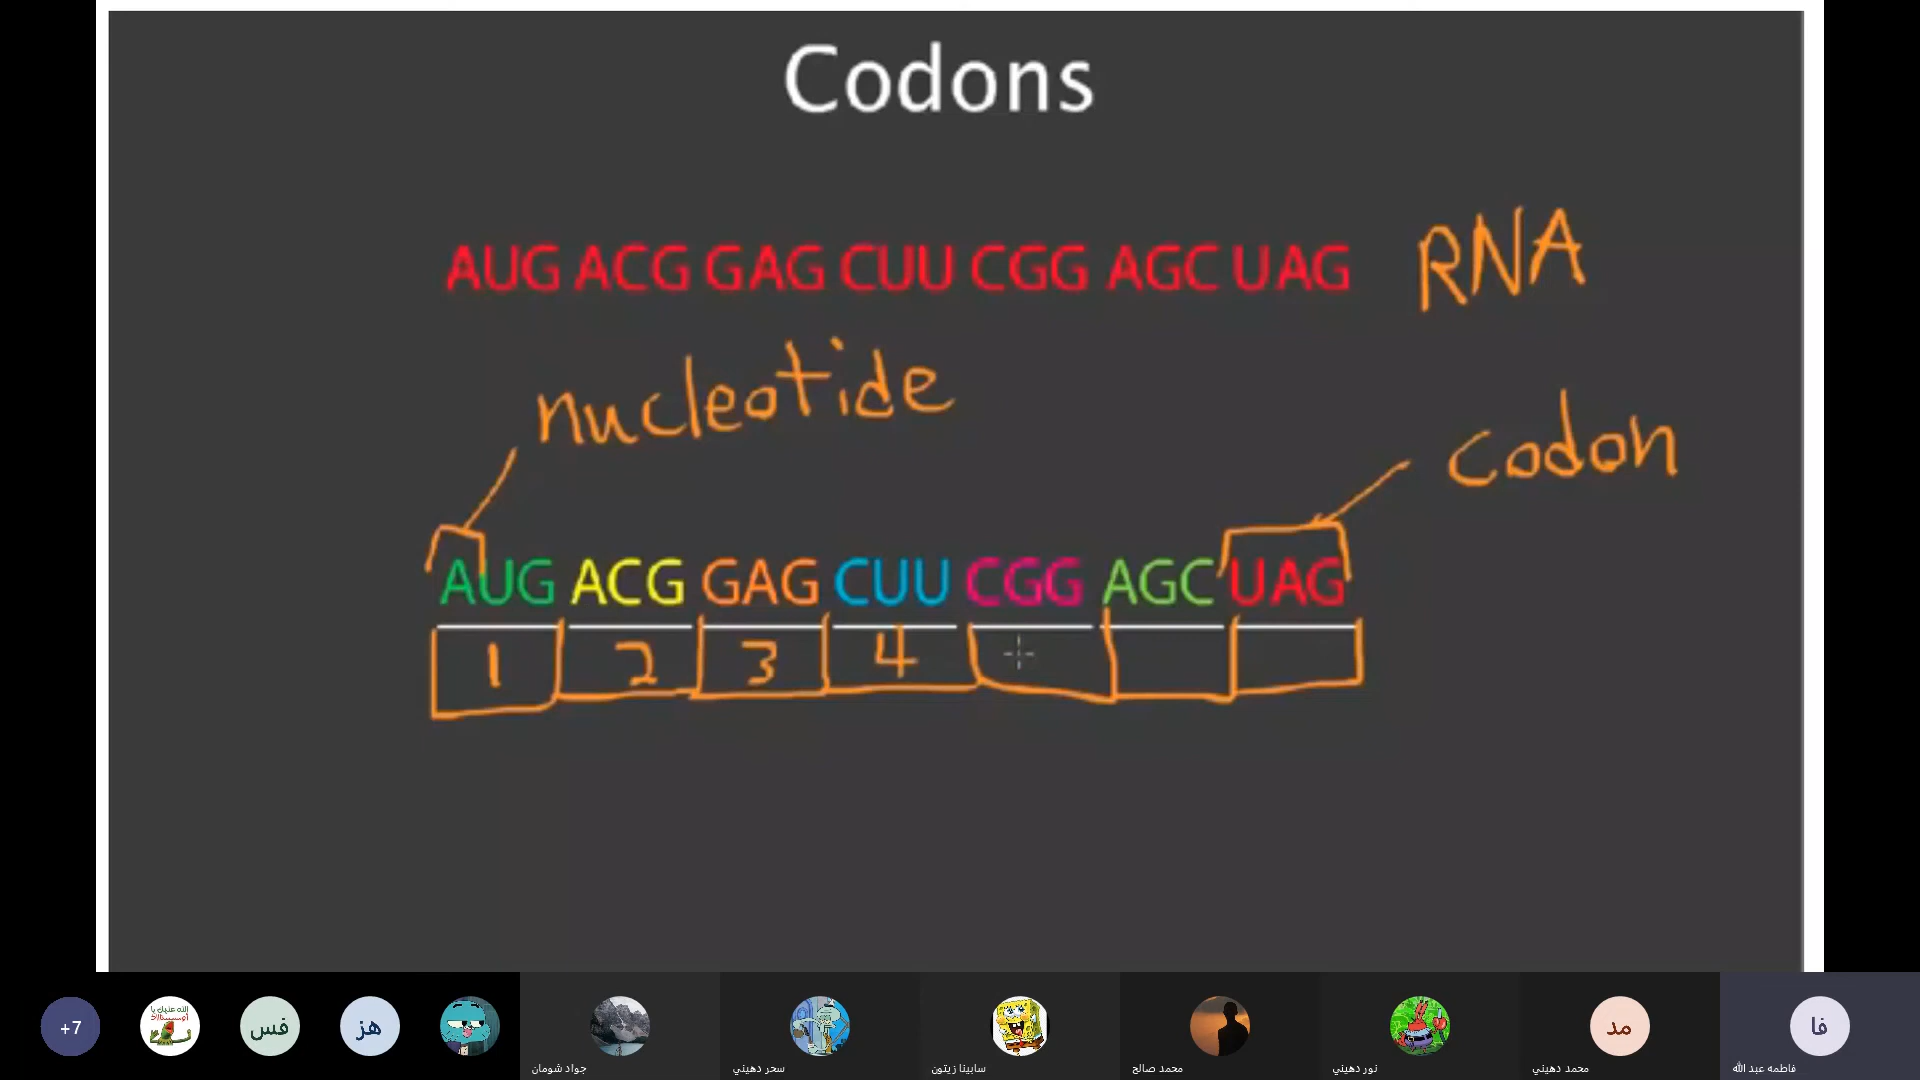 Codons
AUG ACG GAG CUU CGG AGC UAG RNA
nucleotide
codon
AUG ACG GAG CUU CGG AGC UAG
1 2 3 4
+7
فس
هز
مد
فا
جواد شومان
سحر دهيني
سابينا زيتون
محمد صالح
نور دهيني
محمد دهيني
فاطمه عبد الله